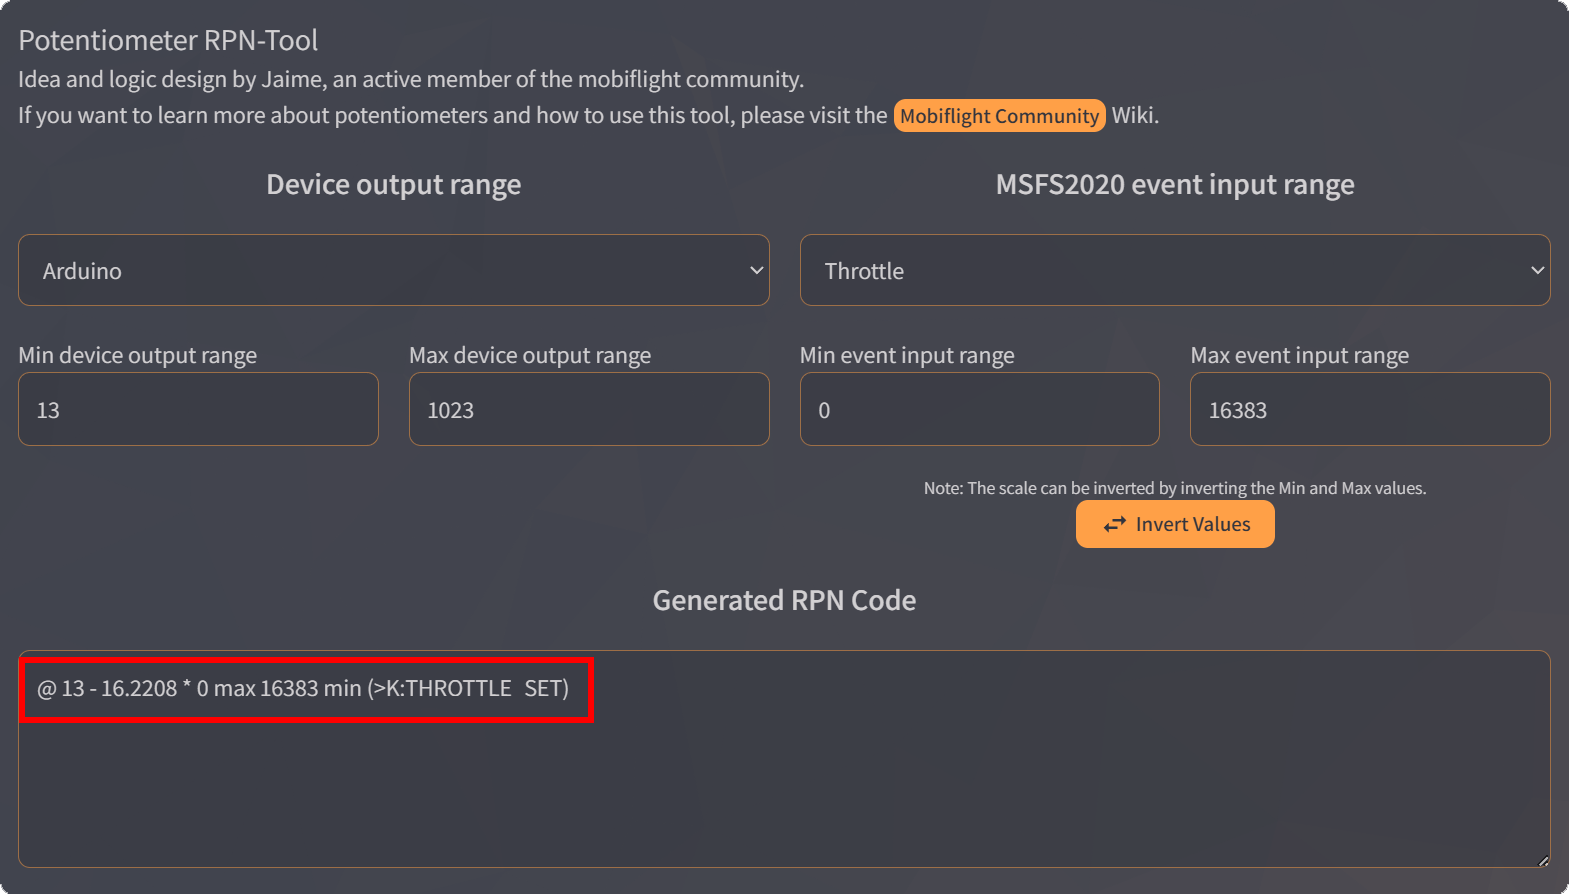 Potentiometer RPN-Tool
Idea and logic design by Jaime, an active member of the mobiflight community.
If you want to learn more about potentiometers and how to use this tool, please visit the Mobiflight Community Wiki.
Device output range
MSFS2020 event input range
Arduino
Throttle
Min device output range
Max device output range
Min event input range
Max event input range
13
1023
0
16383
Note: The scale can be inverted by inverting the Min and Max values.
Invert Values
Generated RPN Code
@ 13 - 16.2208 * 0 max 16383 min (>K:THROTTLE SET)